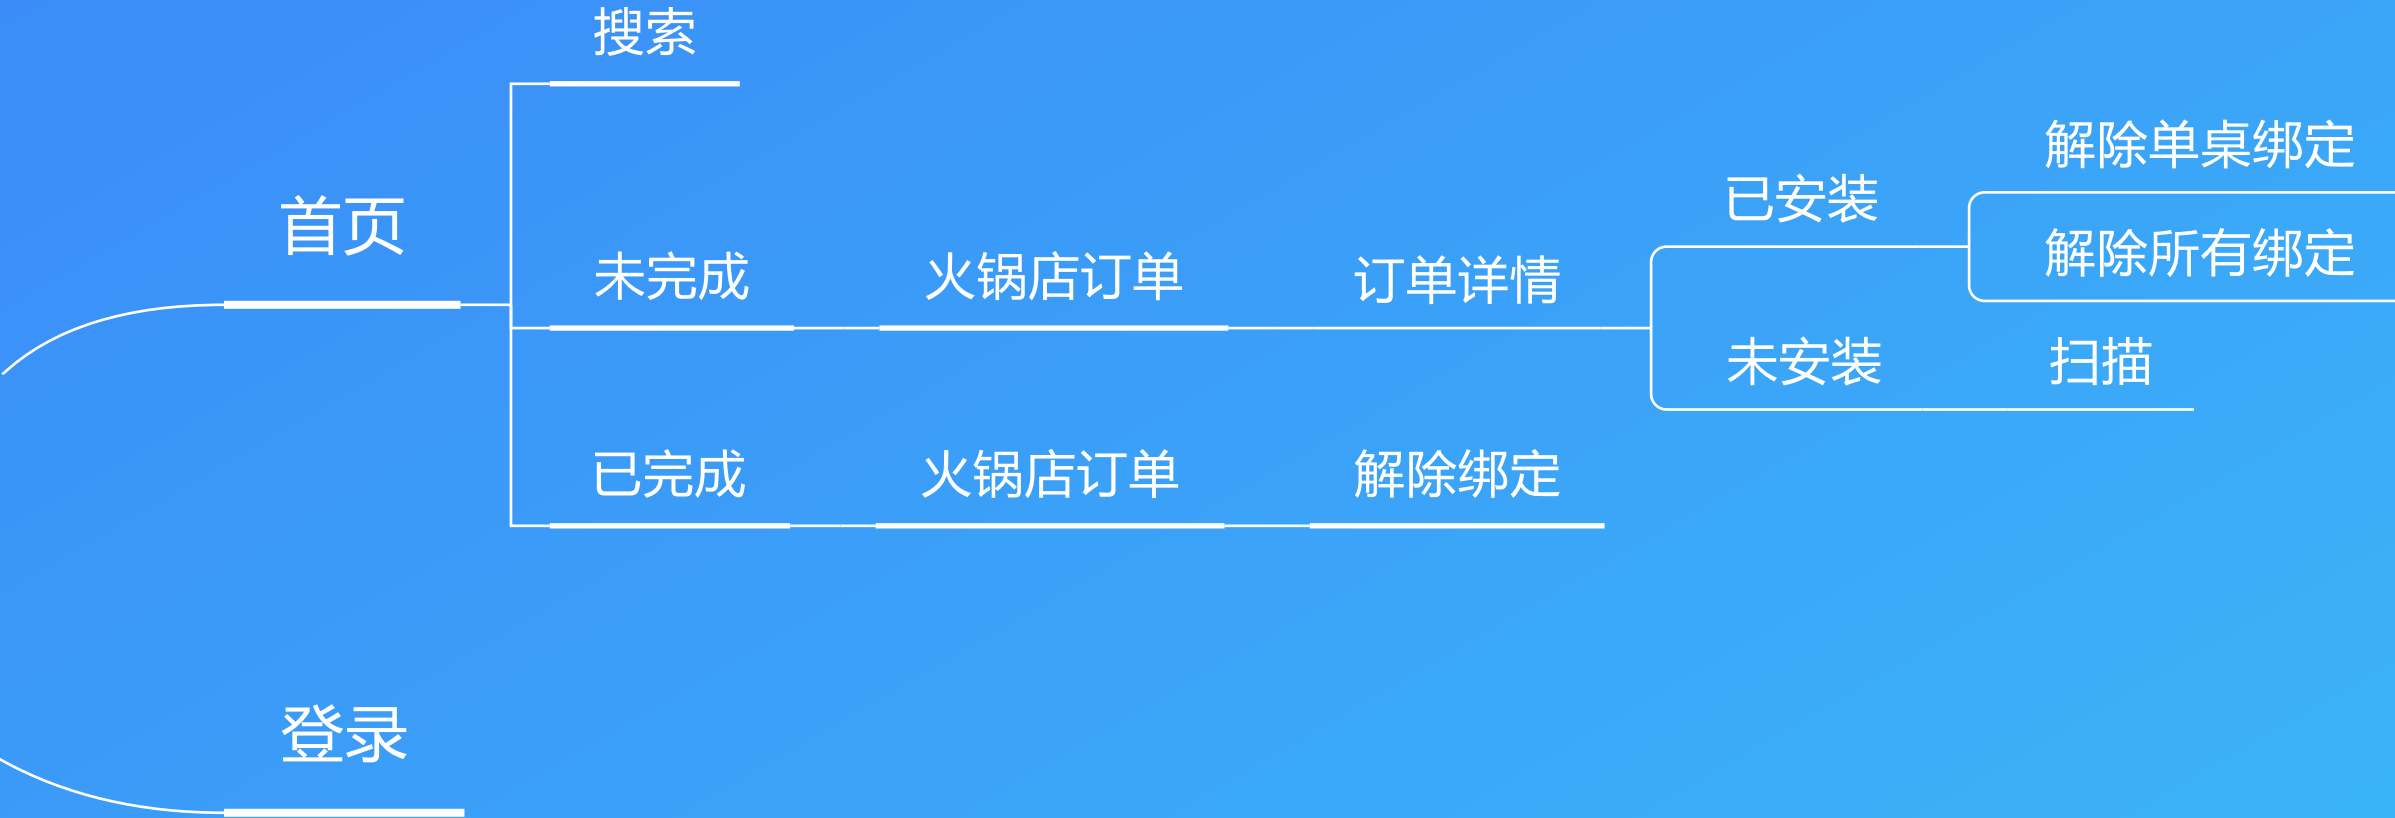 搜索
首页
未完成
火锅店订单
订单详情
已安装
解除单桌绑定
解除所有绑定
未安装
扫描
已完成
火锅店订单
解除绑定
登录